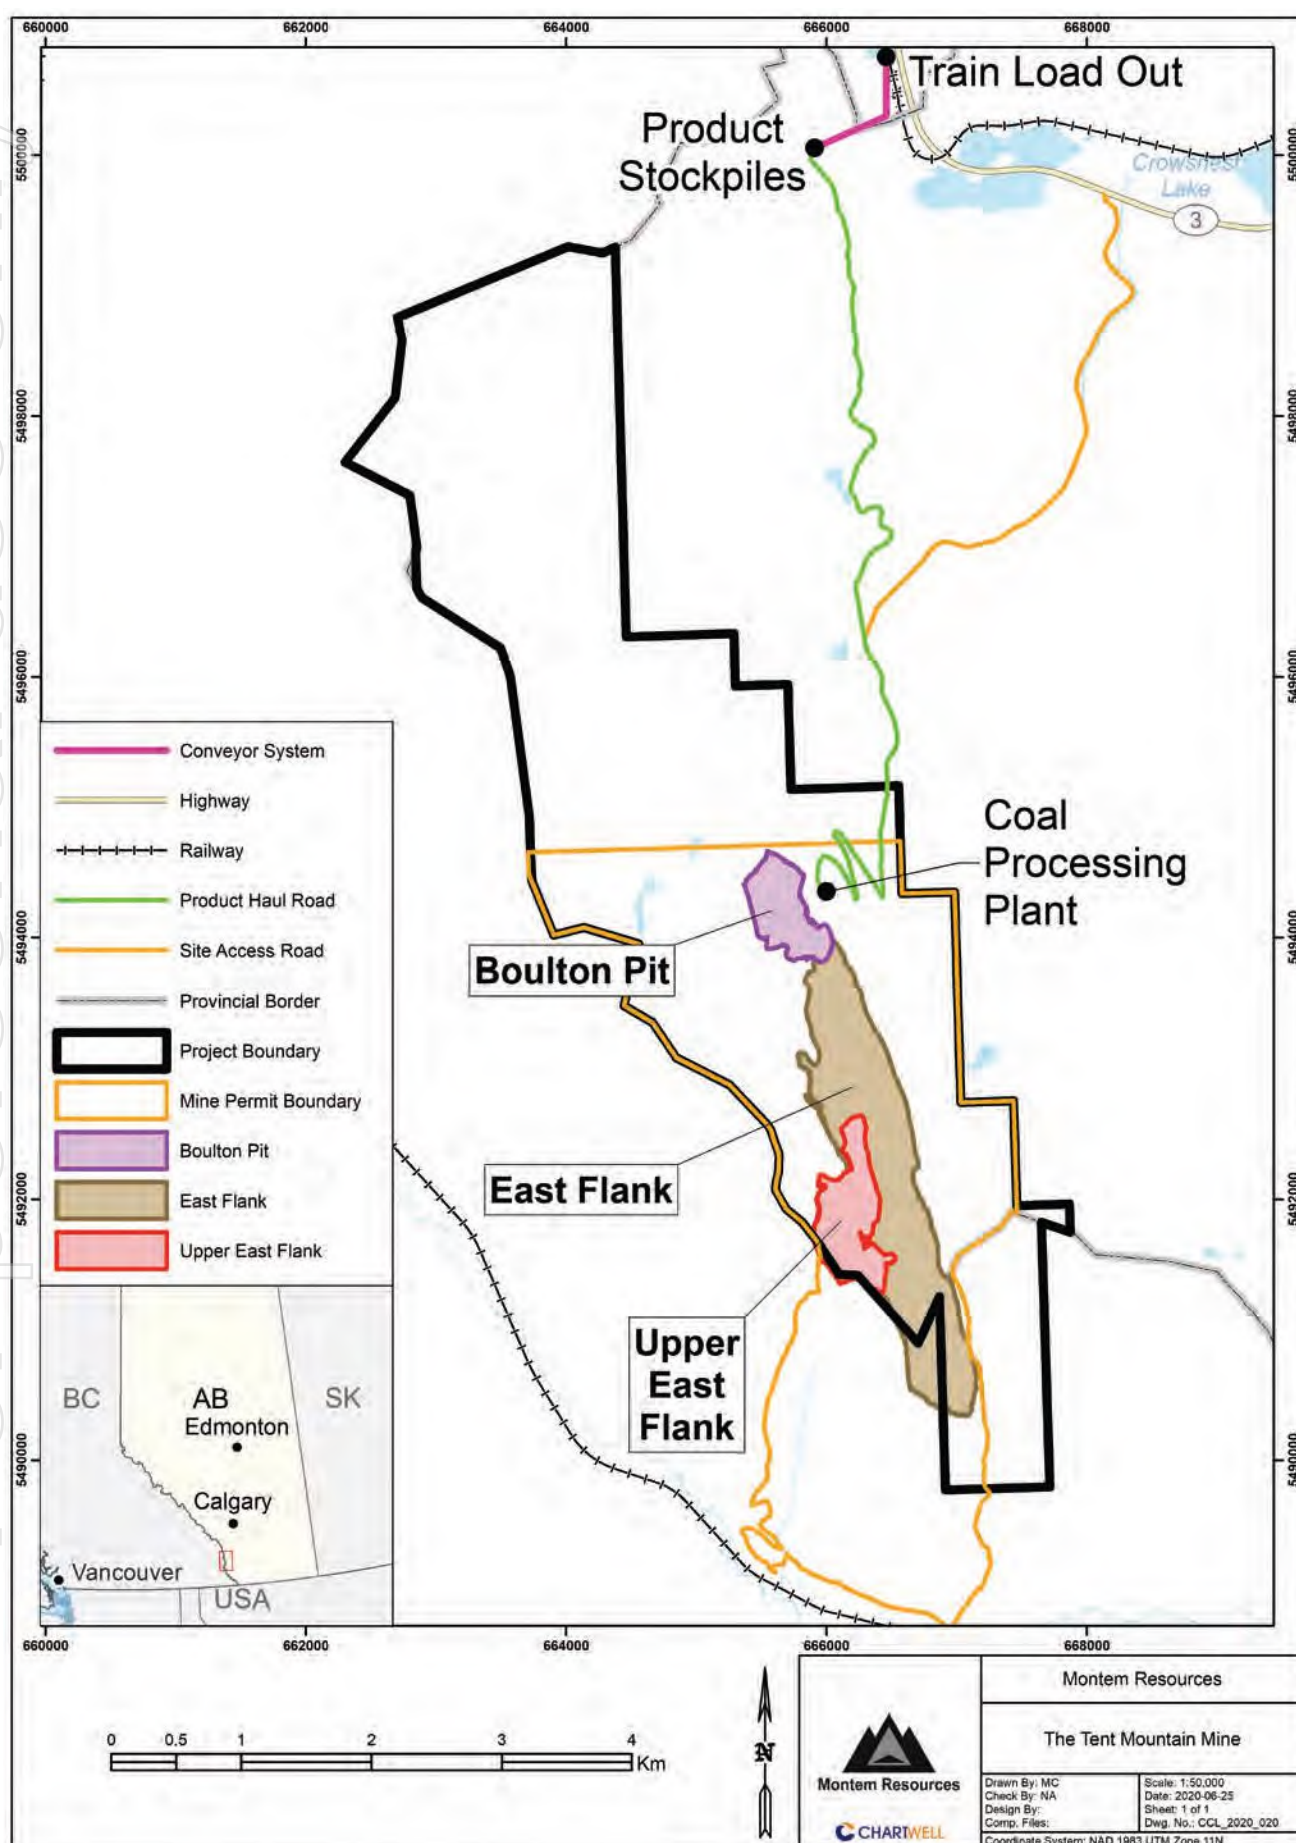 660000 662000 664000 666000 668000
Train Load Out
Product
Stockpiles
5500000
5500000
Crowsnest
Lake
3
5498000
5498000
5496000
5496000
Conveyor System
Highway
Railway
Product Haul Road
Site Access Road
Provincial Border
Project Boundary
Mine Permit Boundary
Boulton Pit
East Flank
Upper East Flank
Coal
Processing
Plant
5494000
5494000
Boulton Pit
East Flank
5492000
5492000
Upper
East
Flank
5490000
5490000
BC
AB
SK
Edmonton
Calgary
Vancouver
USA
660000 662000 664000 666000 668000
0 0.5 1 2 3 4
Km
N
Montem Resources
CHARTWELL
Montem Resources
The Tent Mountain Mine
Drawn By: MC
Check By: NA
Design By:
Comp. Files:
Scale: 1:50,000
Date: 2020-06-25
Sheet: 1 of 1
Dwg. No.: CCL_2020_020
Coordinate System: NAD 1983 UTM Zone 11N